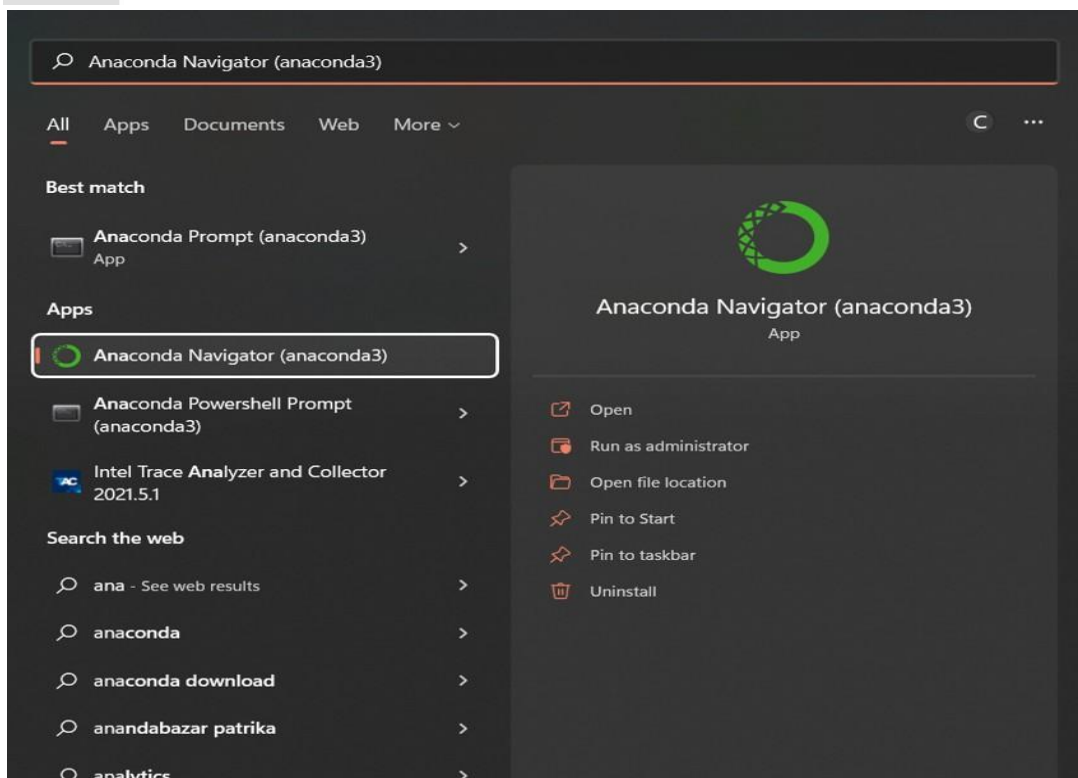 Anaconda Navigator (anaconda3)
All Apps Documents Web More
C ...
Best match
Anaconda Prompt (anaconda3)
App
Apps
Anaconda Navigator (anaconda3)
Anaconda Powershell Prompt
(anaconda3)
TAC
Intel Trace Analyzer and Collector
2021.5.1
Search the web
ana - See web results
anaconda
anaconda download
anandabazar patrika
analytics
Anaconda Navigator (anaconda3)
App
Open
Run as administrator
Open file location
Pin to Start
Pin to taskbar
Uninstall